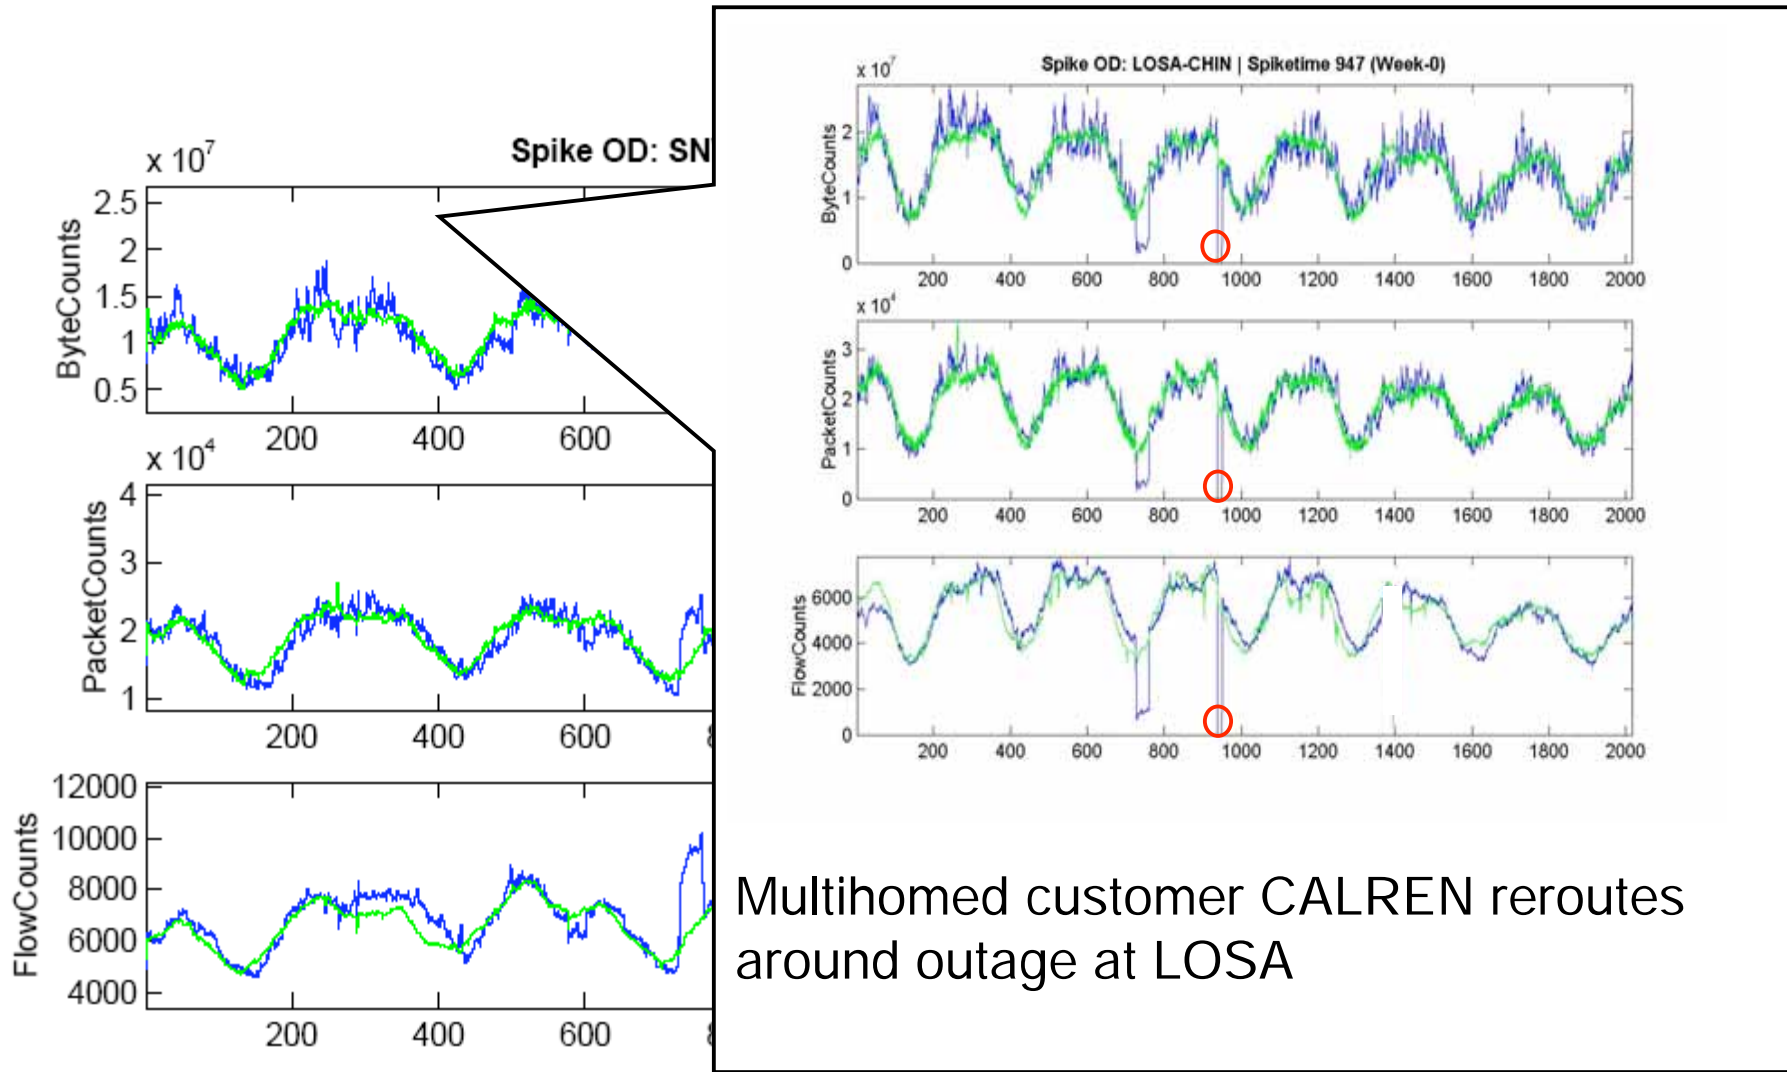 Spike OD: SN
x 10^7
ByteCounts
2.5
2
1.5
1
0.5
200 400 600
x 10^4
PacketCounts
4
3
2
1
200 400 600
FlowCounts
12000
10000
8000
6000
4000
200 400 600
Spike OD: LOSA-CHIN | Spiketime 947 (Week-0)
x 10^7
ByteCounts
2
1
0
200 400 600 800 1000 1200 1400 1600 1800 2000
x 10^4
PacketCounts
3
2
1
0
200 400 600 800 1000 1200 1400 1600 1800 2000
FlowCounts
6000
4000
2000
0
200 400 600 800 1000 1200 1400 1600 1800 2000
Multihomed customer CALREN reroutes
around outage at LOSA